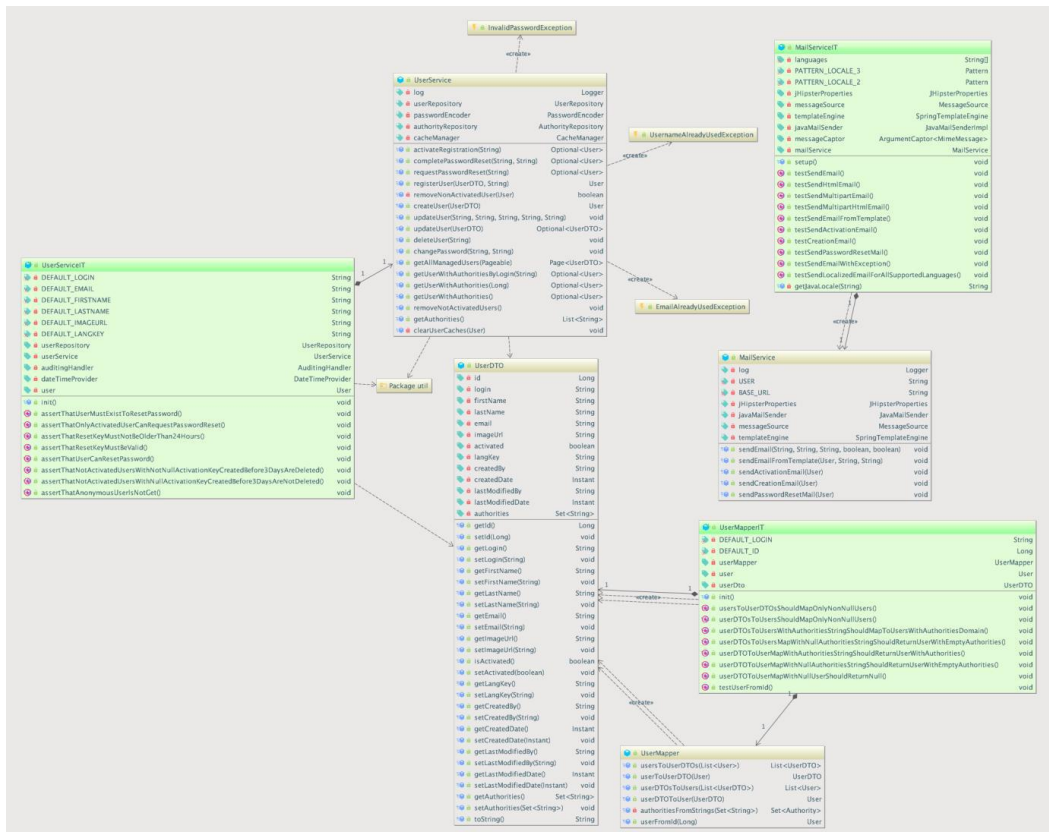 InvalidPasswordException
«create»
UserService
log Logger
userRepository UserRepository
passwordEncoder PasswordEncoder
authorityRepository AuthorityRepository
cacheManager CacheManager
activateRegistration(String) Optional<User>
completePasswordReset(String, String) Optional<User>
requestPasswordReset(String) Optional<User>
registerUser(UserDTO, String) User
removeNonActivatedUser(User) boolean
createUser(UserDTO) User
updateUser(String, String, String, String, String) void
updateUser(UserDTO) Optional<UserDTO>
deleteUser(String) void
changePassword(String, String) void
getAllManagedUsers(Pageable) Page<UserDTO>
getUserWithAuthoritiesByLogin(String) Optional<User>
getUserWithAuthorities(Long) Optional<User>
getUserWithAuthorities() Optional<User>
removeNotActivatedUsers() void
getAuthorities() List<String>
clearUserCaches(User) void
UsernameAlreadyUsedException
«create»
«create»
EmailAlreadyUsedException
MailServiceIT
languages String[]
PATTERN_LOCALE_3 Pattern
PATTERN_LOCALE_2 Pattern
jHipsterProperties JHipsterProperties
messageSource MessageSource
templateEngine SpringTemplateEngine
javaMailSender JavaMailSenderImpl
messageCaptor ArgumentCaptor<MimeMessage>
mailService MailService
setup() void
testSendEmail() void
testSendHtmlEmail() void
testSendMultipartEmail() void
testSendMultipartHtmlEmail() void
testSendEmailFromTemplate() void
testSendActivationEmail() void
testCreationEmail() void
testSendPasswordResetMail() void
testSendEmailWithException() void
testSendLocalizedEmailForAllSupportedLanguages() void
getJavaLocale(String) String
«create»
MailService
log Logger
USER String
BASE_URL String
jHipsterProperties JHipsterProperties
javaMailSender JavaMailSender
messageSource MessageSource
templateEngine SpringTemplateEngine
sendEmail(String, String, String, boolean, boolean) void
sendEmailFromTemplate(User, String, String) void
sendActivationEmail(User) void
sendCreationEmail(User) void
sendPasswordResetMail(User) void
UserServiceIT
DEFAULT_LOGIN String
DEFAULT_EMAIL String
DEFAULT_FIRSTNAME String
DEFAULT_LASTNAME String
DEFAULT_IMAGEURL String
DEFAULT_LANGKEY String
userRepository UserRepository
userService UserService
auditingHandler AuditingHandler
dateTimeProvider DateTimeProvider
user User
init() void
assertThatUserMustExistToResetPassword() void
assertThatOnlyActivatedUserCanRequestPasswordReset() void
assertThatResetKeyMustNotBeOlderThan24Hours() void
assertThatResetKeyMustBeValid() void
assertThatUserCanResetPassword() void
assertThatNotActivatedUsersWithNotNullActivationKeyCreatedBefore3DaysAreDeleted() void
assertThatNotActivatedUsersWithNullActivationKeyCreatedBefore3DaysAreNotDeleted() void
assertThatAnonymousUserIsNotGet() void
1
1
Package util
UserDTO
id Long
login String
firstName String
lastName String
email String
imageUrl String
activated boolean
langKey String
createdBy String
createdDate Instant
lastModifiedBy String
lastModifiedDate Instant
authorities Set<String>
getId() Long
setId(Long) void
getLogin() String
setLogin(String) void
getFirstName() String
setFirstName(String) void
getLastName() String
setLastName(String) void
getEmail() String
setEmail(String) void
getImageUrl() String
setImageUrl(String) void
isActivated() boolean
setActivated(boolean) void
getLangKey() String
setLangKey(String) void
getCreatedBy() String
setCreatedBy(String) void
getCreatedDate() Instant
setCreatedDate(Instant) void
getLastModifiedBy() String
setLastModifiedBy(String) void
getLastModifiedDate() Instant
setLastModifiedDate(Instant) void
getAuthorities() Set<String>
setAuthorities(Set<String>) void
toString() String
UserMapperIT
DEFAULT_LOGIN String
DEFAULT_ID Long
userMapper UserMapper
user User
userDto UserDTO
init() void
usersToUserDTOsShouldMapOnlyNonNullUsers() void
userDTOsToUsersShouldMapOnlyNonNullUsers() void
userDTOsToUsersWithAuthoritiesStringShouldMapToUsersWithAuthoritiesDomain() void
userDTOsToUsersMapWithNullAuthoritiesStringShouldReturnUserWithEmptyAuthorities() void
userDTOToUserMapWithAuthoritiesStringShouldReturnUserWithAuthorities() void
userDTOToUserMapWithNullAuthoritiesStringShouldReturnUserWithEmptyAuthorities() void
userDTOToUserMapWithNullUserShouldReturnNull() void
testUserFromId() void
1
1
«create»
1
1
«create»
UserMapper
usersToUserDTOs(List<User>) List<UserDTO>
userToUserDTO(User) UserDTO
userDTOsToUsers(List<UserDTO>) List<User>
userDTOToUser(UserDTO) User
authoritiesFromStrings(Set<String>) Set<Authority>
userFromId(Long) User